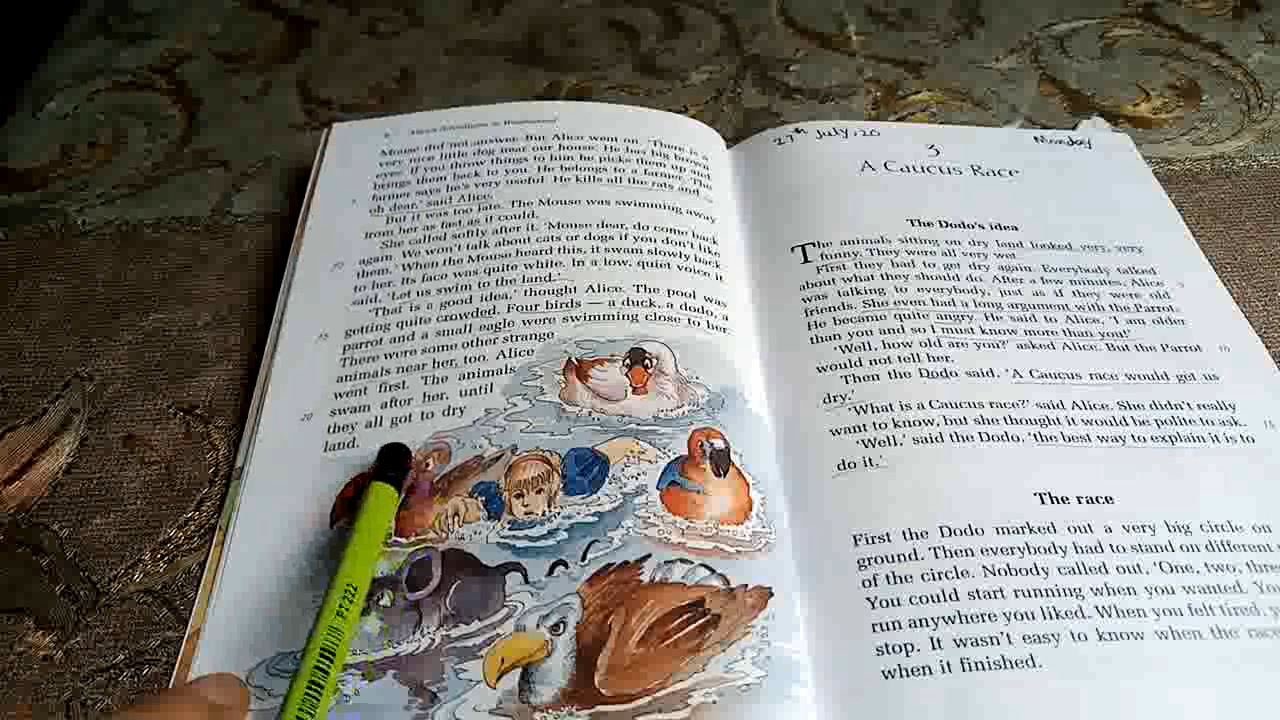 6 Alice's Adventures in Wonderland
Mouse did not answer. But Alice went on. 'There is a
very nice little dog near our house. He has big brown
eyes. If you throw things to him he picks them up and
brings them back to you. He belongs to a farmer. The
farmer says he's very useful. He kills all the rats and —
5 oh dear,' said Alice.
But it was too late. The Mouse was swimming away
from her as fast as it could.
She called softly after it. 'Mouse dear, do come back
again. We won't talk about cats or dogs if you don't like
10 them.' When the Mouse heard this, it swam slowly back
to her. Its face was quite white. In a low, quiet voice it
said, 'Let us swim to the land.'
'That is a good idea,' thought Alice. The pool was
getting quite crowded. Four birds — a duck, a dodo, a
15 parrot and a small eagle were swimming close to her.
There were some other strange
animals near her, too. Alice
went first. The animals
swam after her, until
20 they all got to dry
land.
PT-222
27th July, 20 Monday
3
A Caucus Race
The Dodo's idea
The animals sitting on dry land looked very, very
funny. They were all very wet.
First they had to get dry again. Everybody talked
about what they should do. After a few minutes, Alice
was talking to everybody, just as if they were old 5
friends. She even had a long argument with the Parrot.
He became quite angry. He said to Alice, 'I am older
than you and so I must know more than you!'
'Well, how old are you?' asked Alice. But the Parrot
would not tell her. 10
Then the Dodo said, 'A Caucus race would get us
dry.'
'What is a Caucus race?' said Alice. She didn't really
want to know, but she thought it would be polite to ask.
'Well,' said the Dodo, 'the best way to explain it is to 15
do it.'
The race
First the Dodo marked out a very big circle on
ground. Then everybody had to stand on different
of the circle. Nobody called out, 'One, two, three
You could start running when you wanted. You
run anywhere you liked. When you felt tired, y
stop. It wasn't easy to know when the race
when it finished.